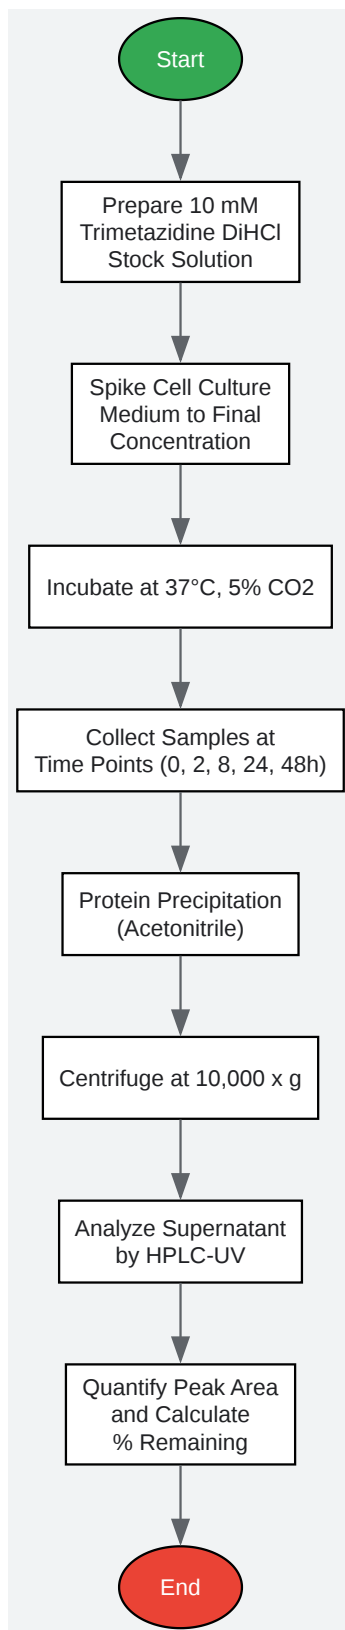 Start
Prepare 10 mM
Trimetazidine DiHCl
Stock Solution
Spike Cell Culture
Medium to Final
Concentration
Incubate at 37°C, 5% CO2
Collect Samples at
Time Points (0, 2, 8, 24, 48h)
Protein Precipitation
(Acetonitrile)
Centrifuge at 10,000 x g
Analyze Supernatant
by HPLC-UV
Quantify Peak Area
and Calculate
% Remaining
End